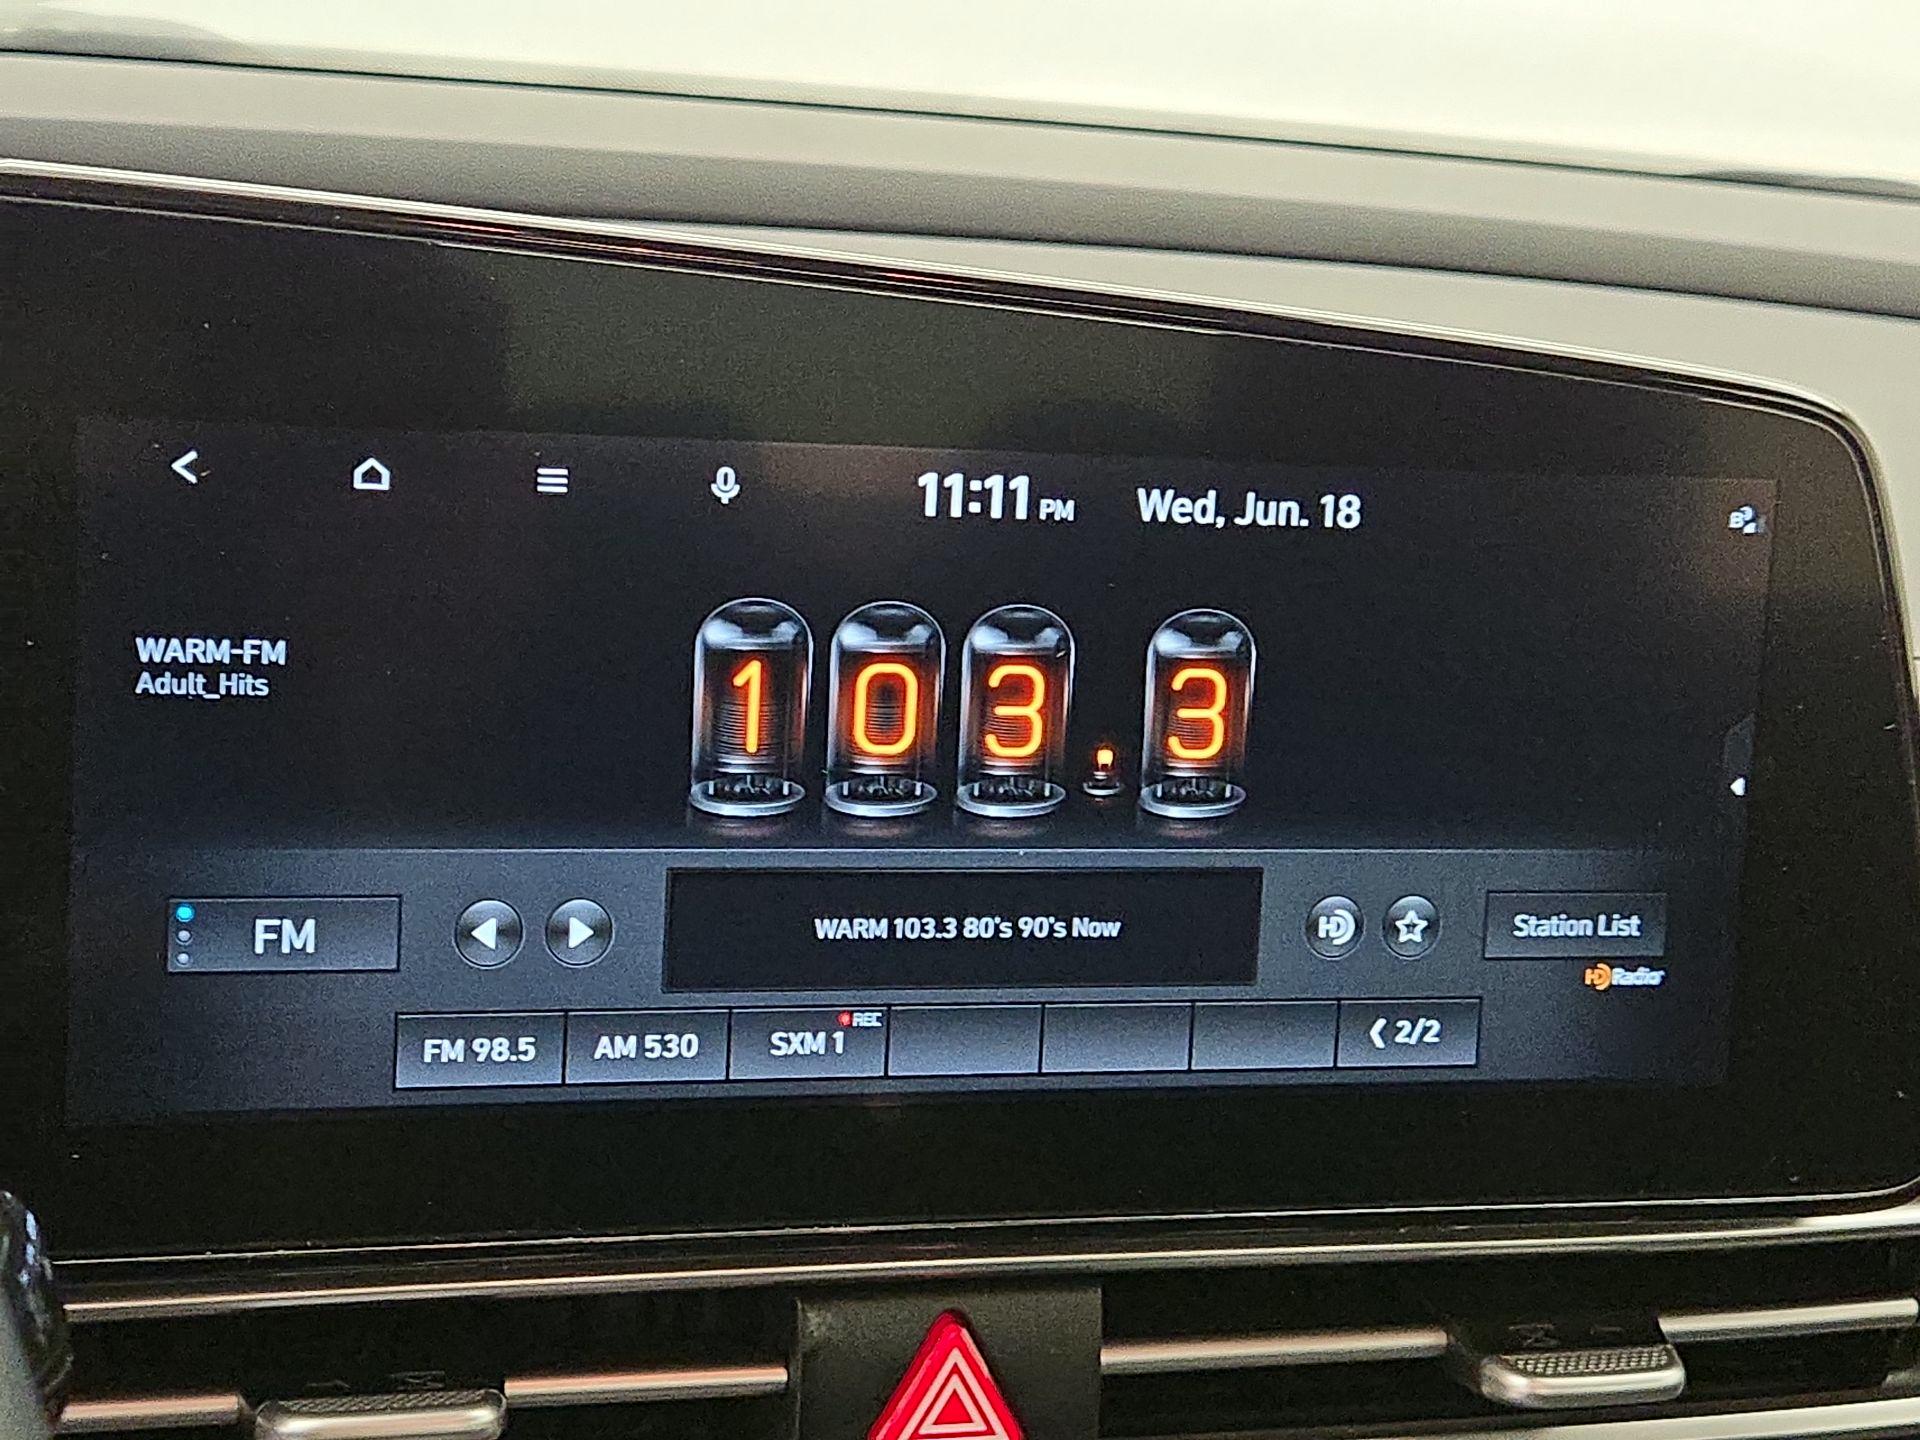 11:11 PM Wed, Jun. 18
WARM-FM
Adult_Hits
103.3
FM
WARM 103.3 80's 90's Now
HD
Station List
HD Radio
FM 98.5
AM 530
SXM 1
REC
2/2